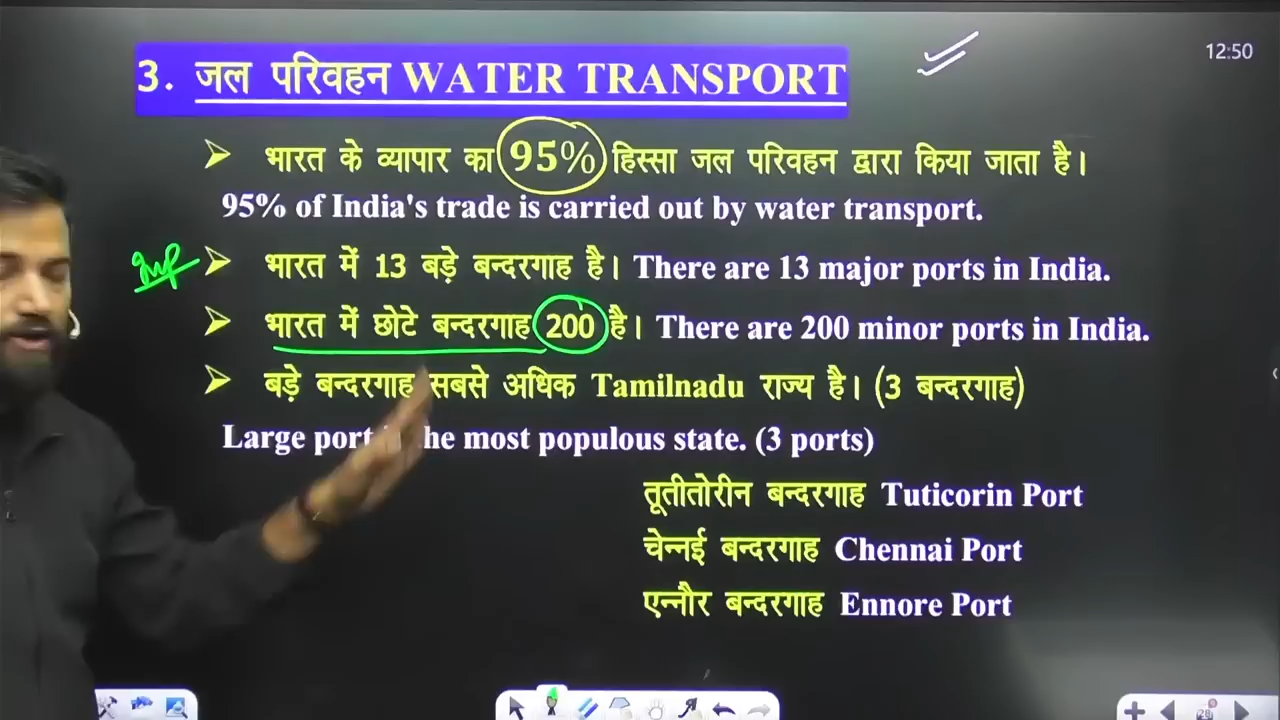 12:50
3. जल परिवहन WATER TRANSPORT
भारत के व्यापार का 95% हिस्सा जल परिवहन द्वारा किया जाता है।
95% of India's trade is carried out by water transport.
Imp भारत में 13 बड़े बन्दरगाह है। There are 13 major ports in India.
भारत में छोटे बन्दरगाह 200 है। There are 200 minor ports in India.
बड़े बन्दरगाह सबसे अधिक Tamilnadu राज्य है। (3 बन्दरगाह)
Large port he most populous state. (3 ports)
तूतीतोरीन बन्दरगाह Tuticorin Port
चेन्नई बन्दरगाह Chennai Port
एन्नौर बन्दरगाह Ennore Port